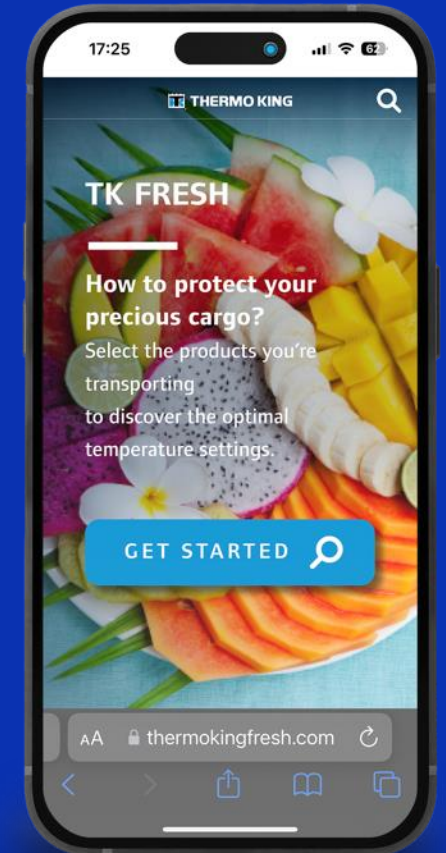 17:25
62
THERMO KING
TK FRESH
How to protect your
precious cargo?
Select the products you're
transporting
to discover the optimal
temperature settings.
GET STARTED
AA thermokingfresh.com